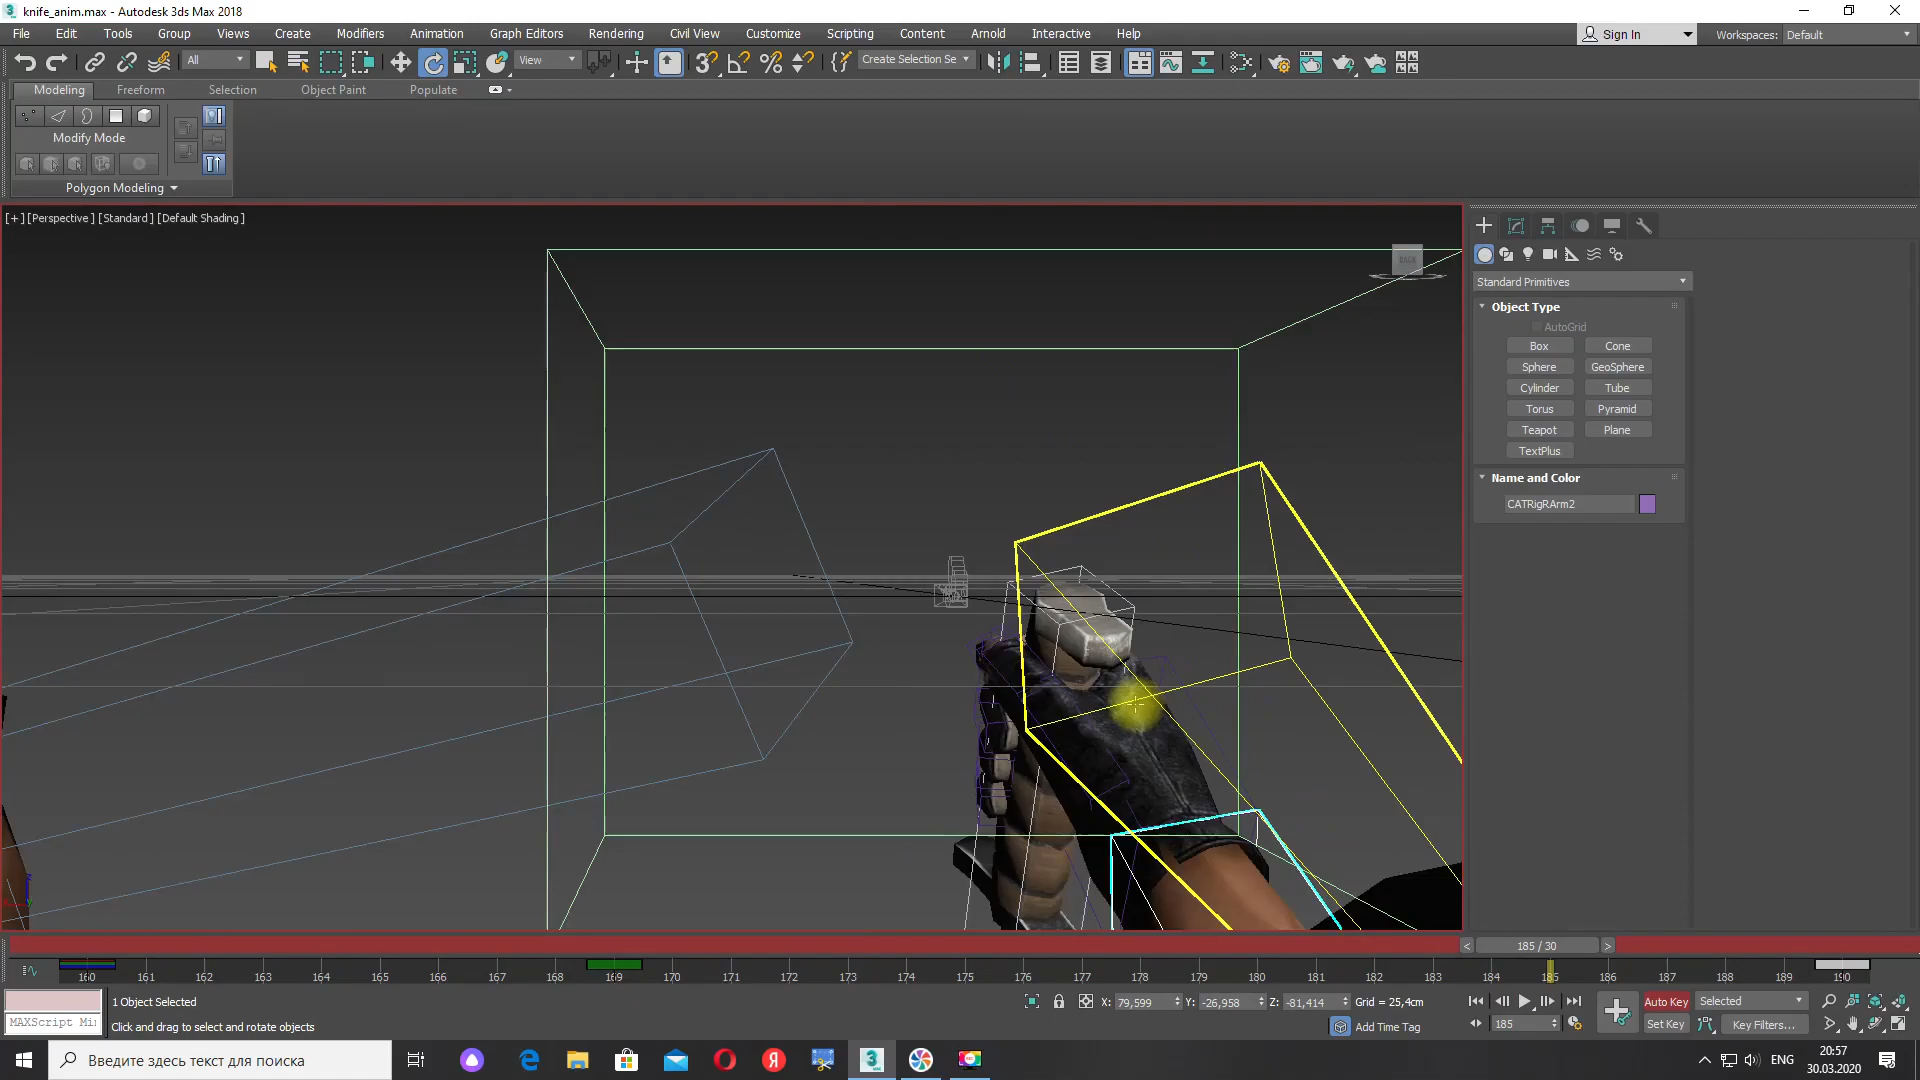 knife_anim.max - Autodesk 3ds Max 2018
File Edit Tools Group Views Create Modifiers Animation Graph Editors Rendering Civil View Customize Scripting Content Arnold Interactive Help
Sign In
Workspaces: Default
All
View
Create Selection Se
Modeling Freeform Selection Object Paint Populate
Modify Mode
Polygon Modeling
[+] [Perspective] [Standard] [Default Shading]
BACK
Standard Primitives
Object Type
AutoGrid
Box Cone
Sphere GeoSphere
Cylinder Tube
Torus Pyramid
Teapot Plane
TextPlus
Name and Color
CATRigRArm2
< 185 / 30 >
160 161 162 163 164 165 166 167 168 169 170 171 172 173 174 175 176 177 178 179 180 181 182 183 184 185 186 187 188 189 190
1 Object Selected
X: 79,599 Y: -26,958 Z: -81,414 Grid = 25,4cm
Auto Key Selected
MAXScript Mi
Click and drag to select and rotate objects
Add Time Tag
185
Set Key Key Filters...
Введите здесь текст для поиска
ENG
20:57
30.03.2020